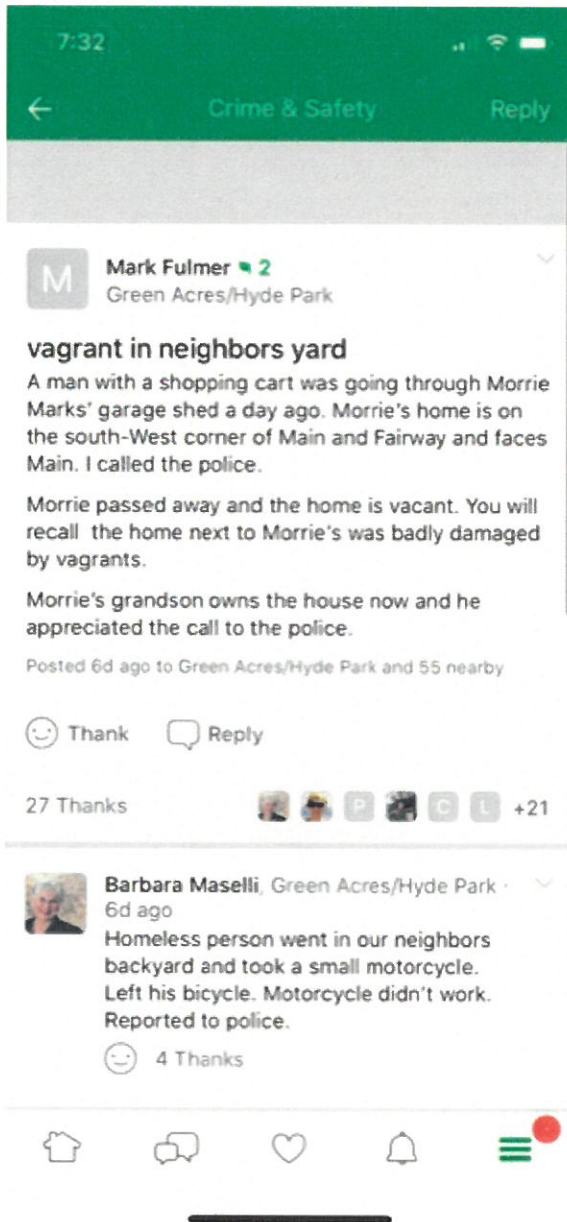 7:32
Crime & Safety
Reply
M
Mark Fulmer 2
Green Acres/Hyde Park
vagrant in neighbors yard
A man with a shopping cart was going through Morrie
Marks' garage shed a day ago. Morrie's home is on
the south-West corner of Main and Fairway and faces
Main. I called the police.
Morrie passed away and the home is vacant. You will
recall the home next to Morrie's was badly damaged
by vagrants.
Morrie's grandson owns the house now and he
appreciated the call to the police.
Posted 6d ago to Green Acres/Hyde Park and 55 nearby
Thank Reply
27 Thanks P C L +21
Barbara Maselli, Green Acres/Hyde Park ·
6d ago
Homeless person went in our neighbors
backyard and took a small motorcycle.
Left his bicycle. Motorcycle didn't work.
Reported to police.
4 Thanks